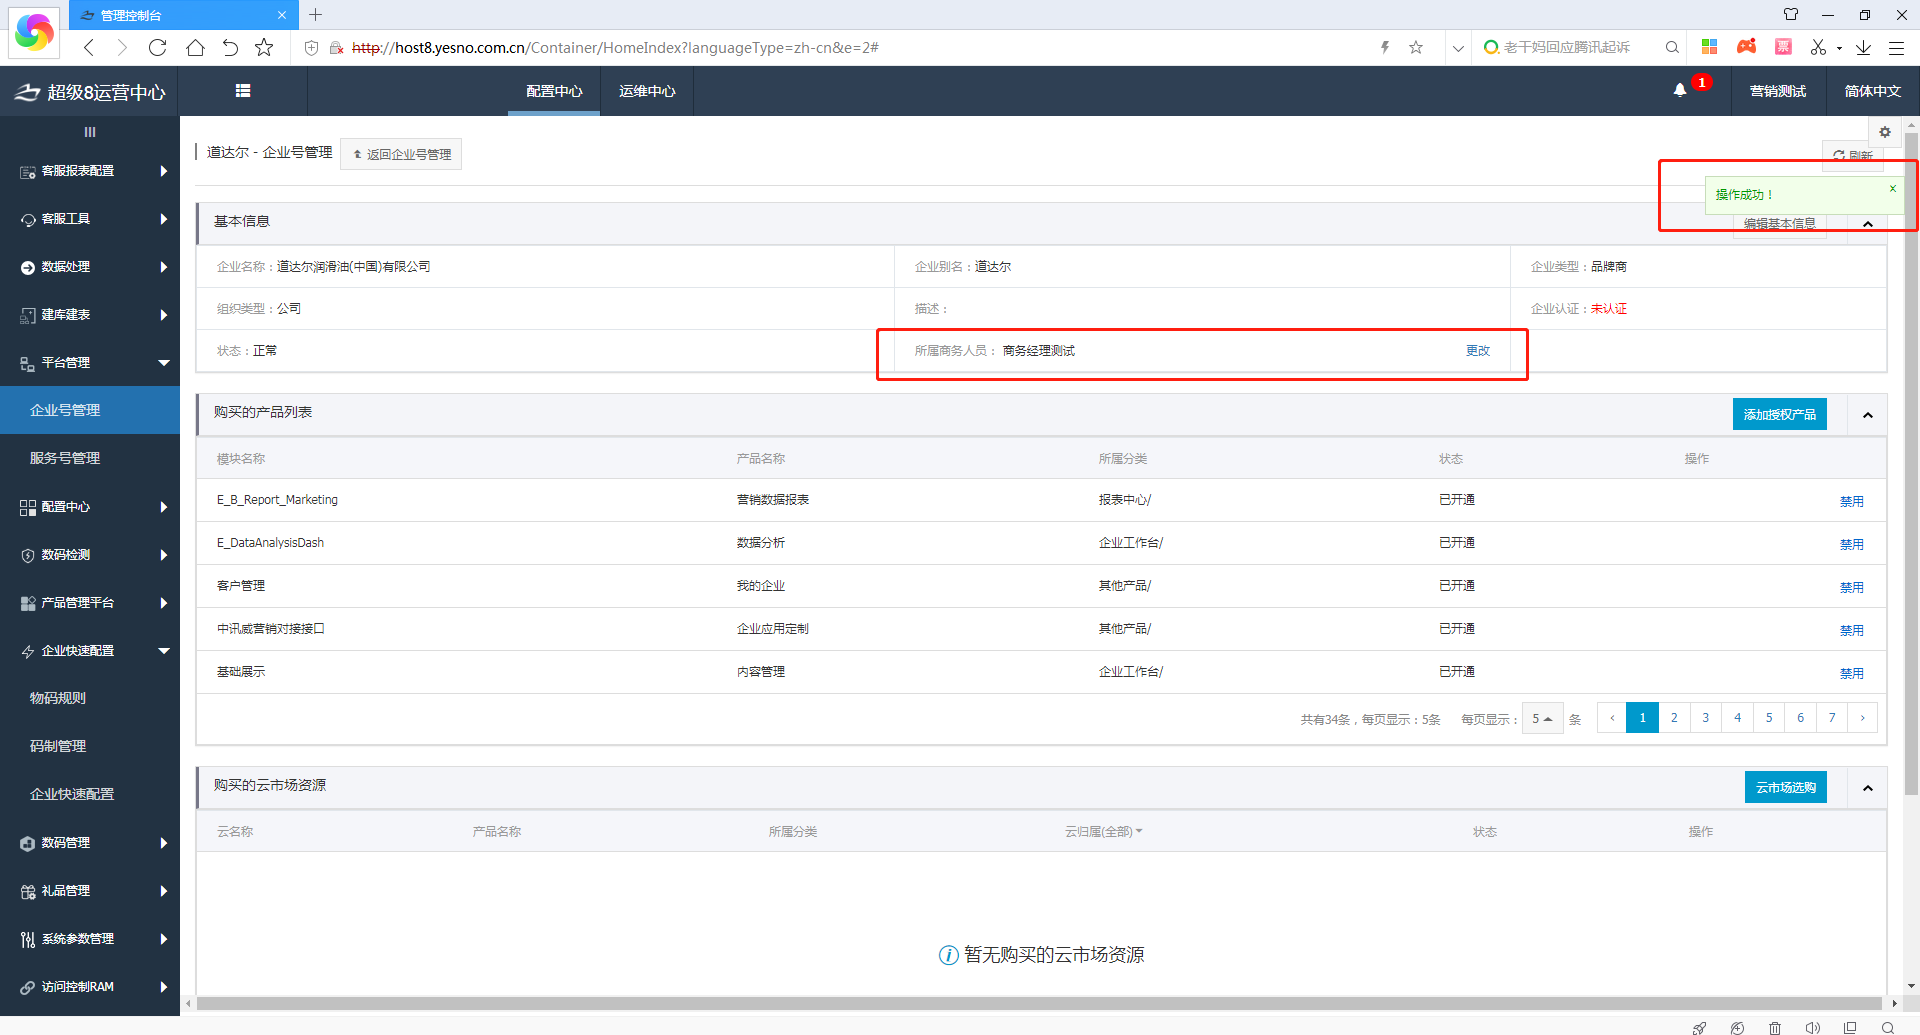 管理控制台
http://host8.yesno.com.cn/Container/HomeIndex?languageType=zh-cn&e=2#
老干妈回应腾讯起诉
票
超级8运营中心
配置中心
运维中心
1
营销测试
简体中文
客服报表配置
客服工具
数据处理
建库建表
平台管理
企业号管理
服务号管理
配置中心
数码检测
产品管理平台
企业快速配置
物码规则
码制管理
企业快速配置
数码管理
礼品管理
系统参数管理
访问控制RAM
道达尔 - 企业号管理
返回企业号管理
刷新
操作成功！
x
基本信息
编辑基本信息
企业名称：道达尔润滑油(中国)有限公司
企业别名：道达尔
企业类型：品牌商
组织类型：公司
描述：
企业认证：未认证
状态：正常
所属商务人员： 商务经理测试
更改
购买的产品列表
添加授权产品
模块名称 产品名称 所属分类 状态 操作
E_B_Report_Marketing 营销数据报表 报表中心/ 已开通 禁用
E_DataAnalysisDash 数据分析 企业工作台/ 已开通 禁用
客户管理 我的企业 其他产品/ 已开通 禁用
中讯威营销对接接口 企业应用定制 其他产品/ 已开通 禁用
基础展示 内容管理 企业工作台/ 已开通 禁用
共有34条，每页显示：5条 每页显示： 5 条 ‹ 1 2 3 4 5 6 7 ›
购买的云市场资源
云市场选购
云名称 产品名称 所属分类 云归属(全部) 状态 操作
暂无购买的云市场资源